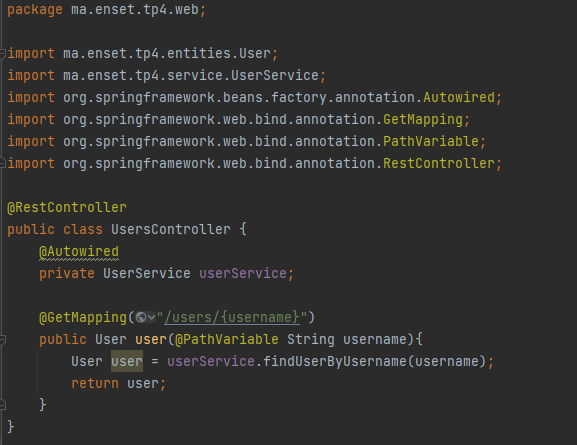 package ma.enset.tp4.web;
import ma.enset.tp4.entities.User;
import ma.enset.tp4.service.UserService;
import org.springframework.beans.factory.annotation.Autowired;
import org.springframework.web.bind.annotation.GetMapping;
import org.springframework.web.bind.annotation.PathVariable;
import org.springframework.web.bind.annotation.RestController;
@RestController
public class UsersController {
@Autowired
private UserService userService;
@GetMapping("/users/{username}")
public User user(@PathVariable String username){
User user = userService.findUserByUsername(username);
return user;
}
}